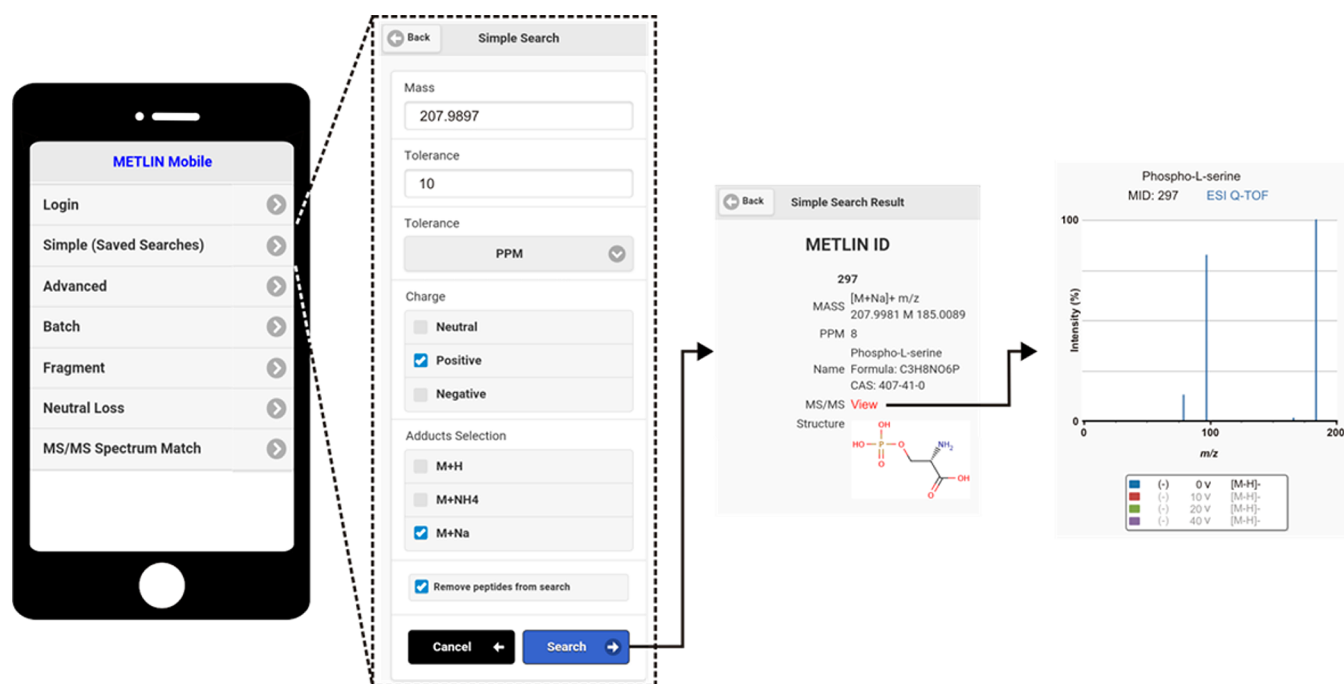 METLIN Mobile
Login
Simple (Saved Searches)
Advanced
Batch
Fragment
Neutral Loss
MS/MS Spectrum Match
Back Simple Search
Mass
207.9897
Tolerance
10
Tolerance
PPM
Charge
Neutral
Positive
Negative
Adducts Selection
M+H
M+NH4
M+Na
Remove peptides from search
Cancel Search
Back Simple Search Result
METLIN ID
297
MASS [M+Na]+ m/z
207.9981 M 185.0089
PPM 8
Phospho-L-serine
Name Formula: C3H8NO6P
CAS: 407-41-0
MS/MS View
Structure
OH
HO P O NH2
O
OH
O
Phospho-L-serine
MID: 297 ESI Q-TOF
100
Intensity (%)
0
0 100 200
m/z
(-) 0 v [M-H]-
(-) 10 v [M-H]-
(-) 20 v [M-H]-
(-) 40 v [M-H]-